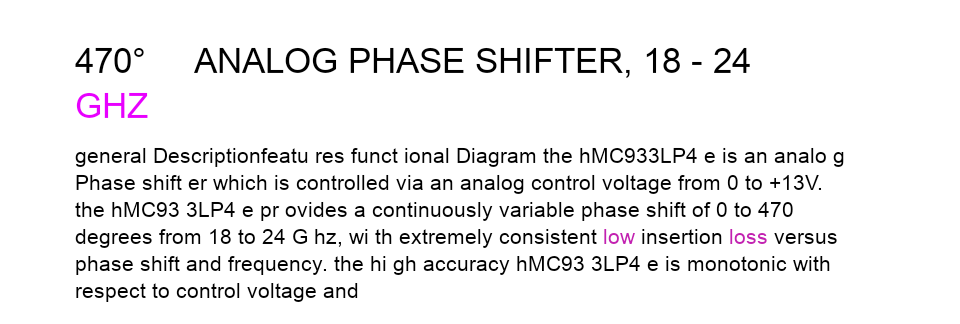 470° ANALOG PHASE SHIFTER, 18 - 24
GHZ
general Descriptionfeatu res funct ional Diagram the hMC933LP4 e is an analo g
Phase shift er which is controlled via an analog control voltage from 0 to +13V.
the hMC93 3LP4 e pr ovides a continuously variable phase shift of 0 to 470
degrees from 18 to 24 G hz, wi th extremely consistent low insertion loss versus
phase shift and frequency. the hi gh accuracy hMC93 3LP4 e is monotonic with
respect to control voltage and